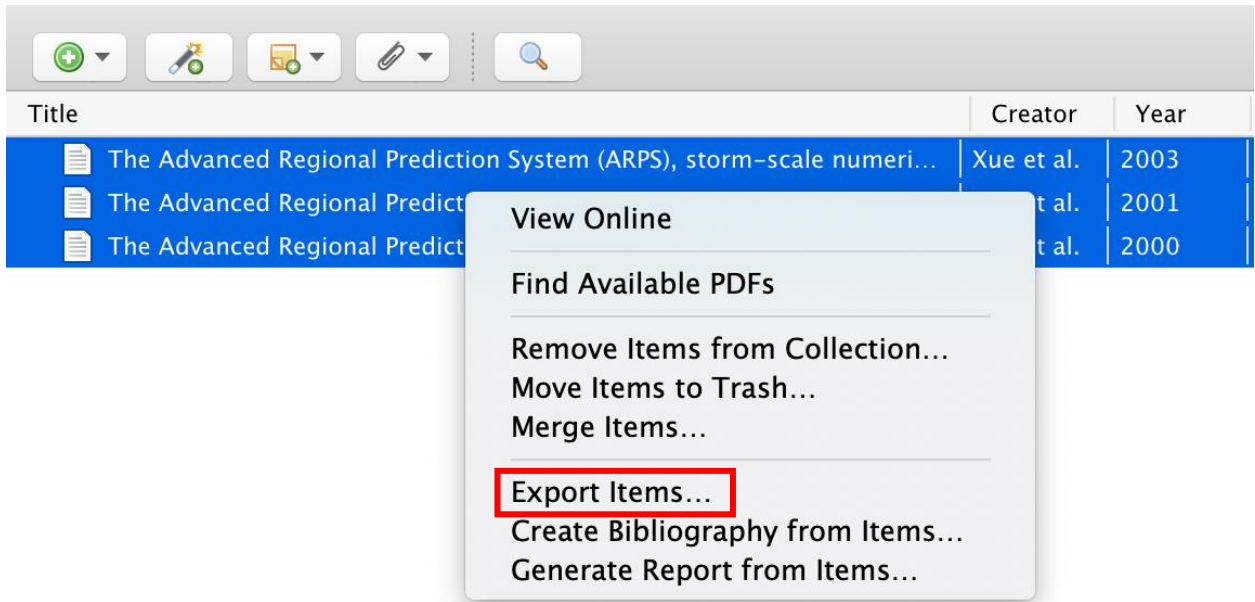 Title Creator Year
The Advanced Regional Prediction System (ARPS), storm-scale numeri... Xue et al. 2003
The Advanced Regional Predict t al. 2001
The Advanced Regional Predict t al. 2000
View Online
Find Available PDFs
Remove Items from Collection...
Move Items to Trash...
Merge Items...
Export Items...
Create Bibliography from Items...
Generate Report from Items...